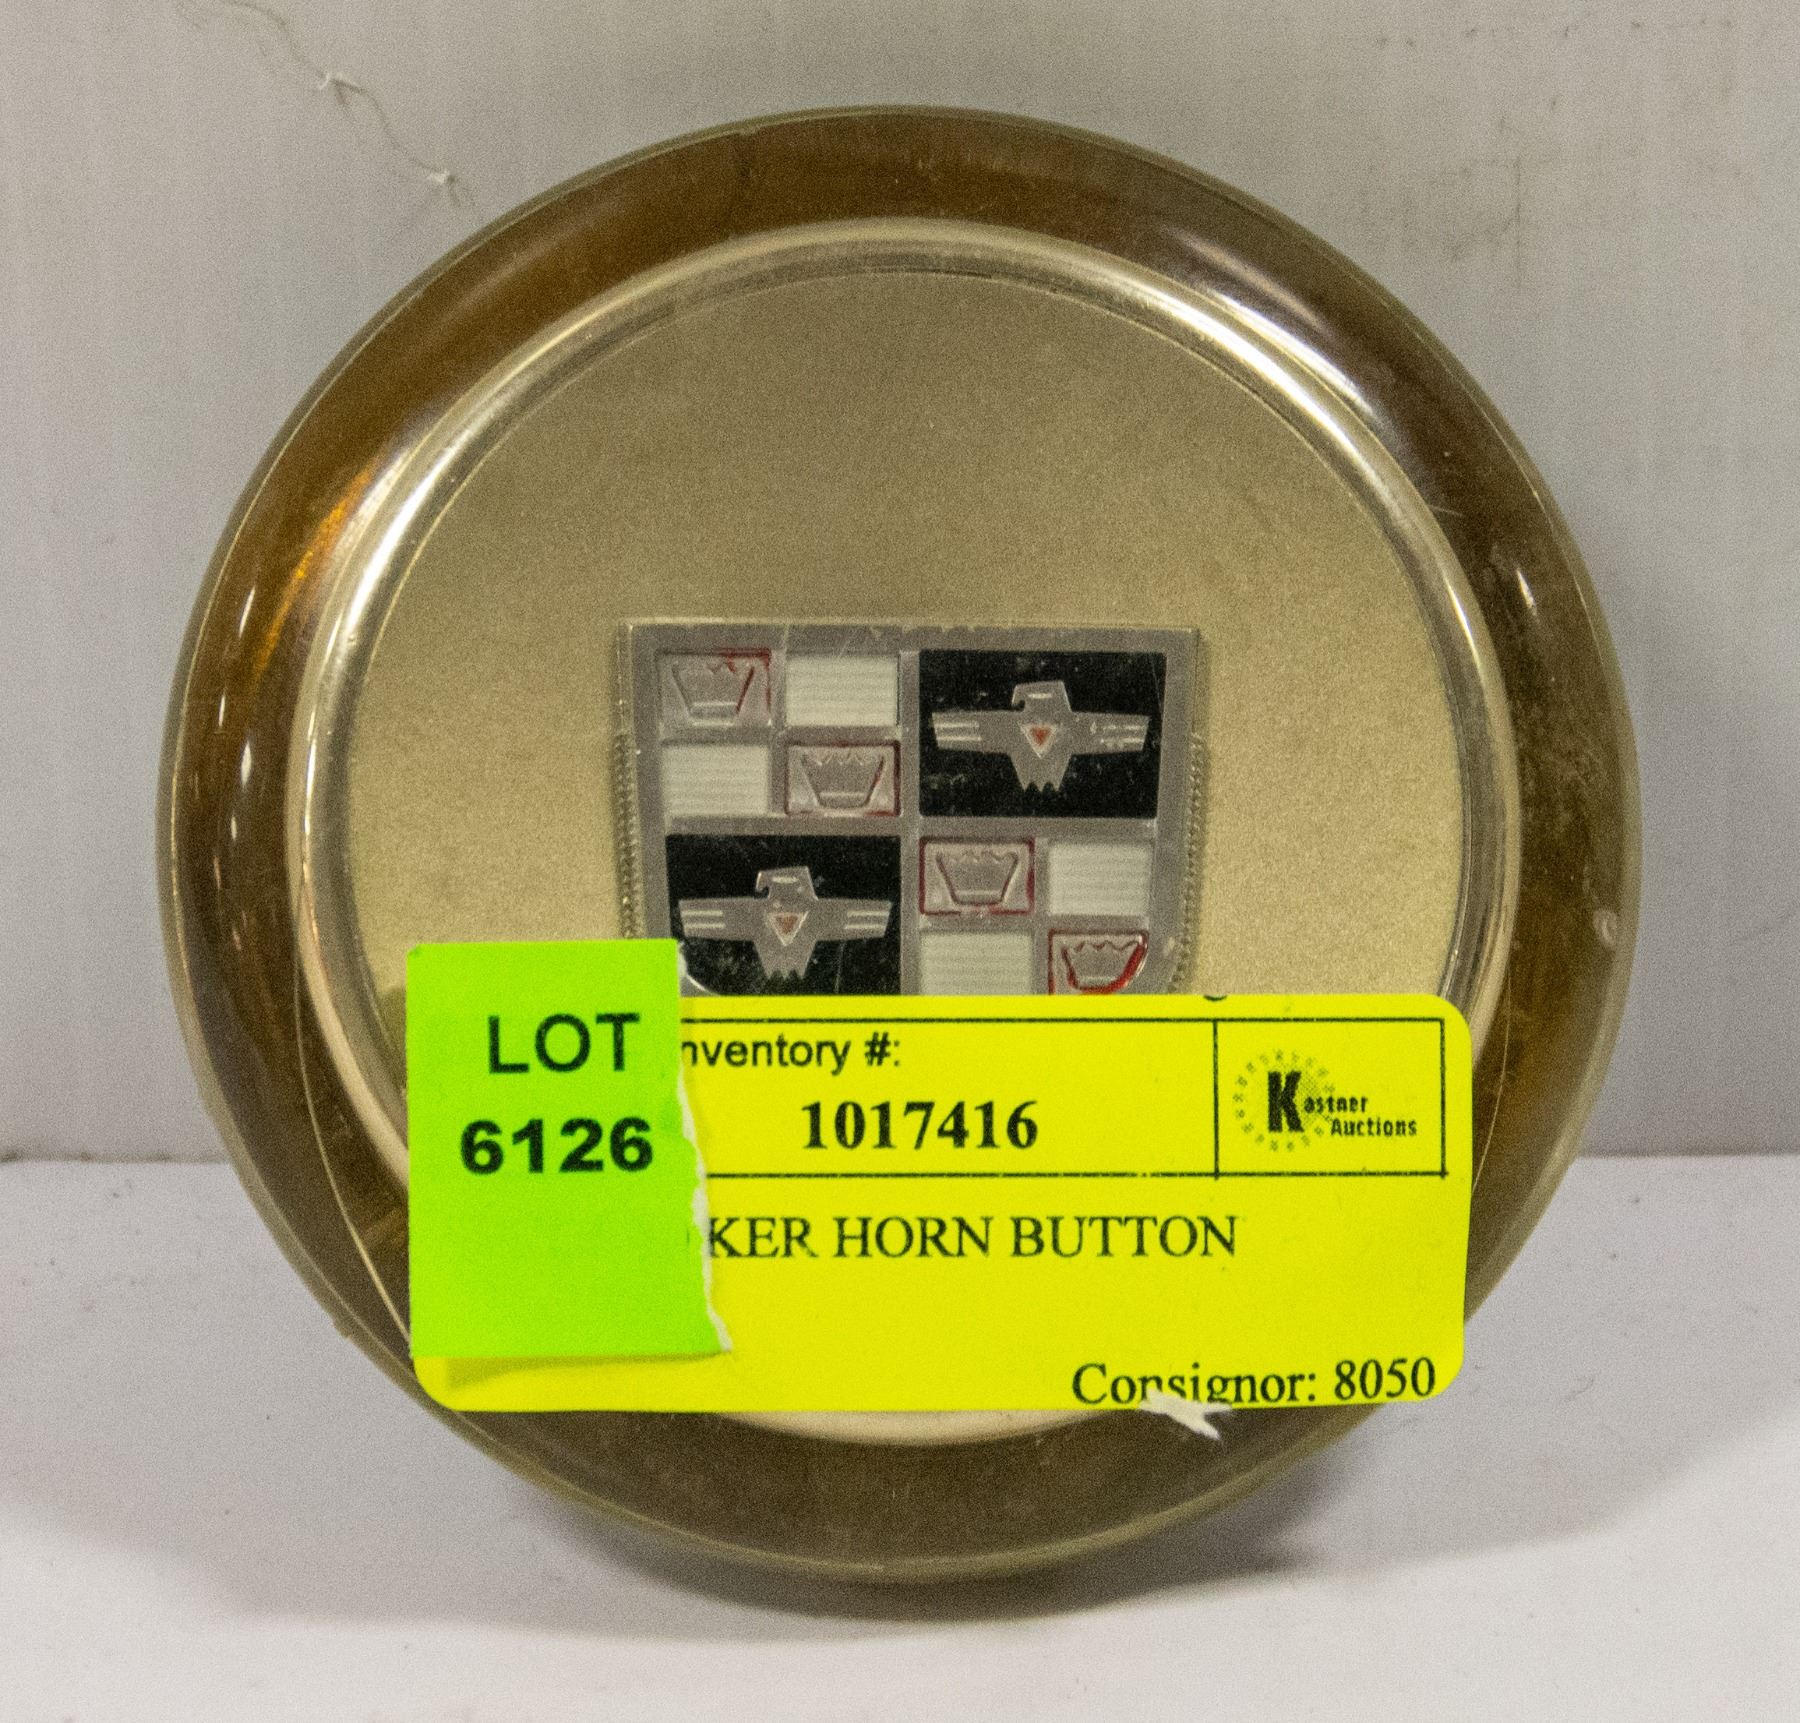 LOT
6126
nventory #:
1017416
Kastner
Auctions
KER HORN BUTTON
Consignor: 8050